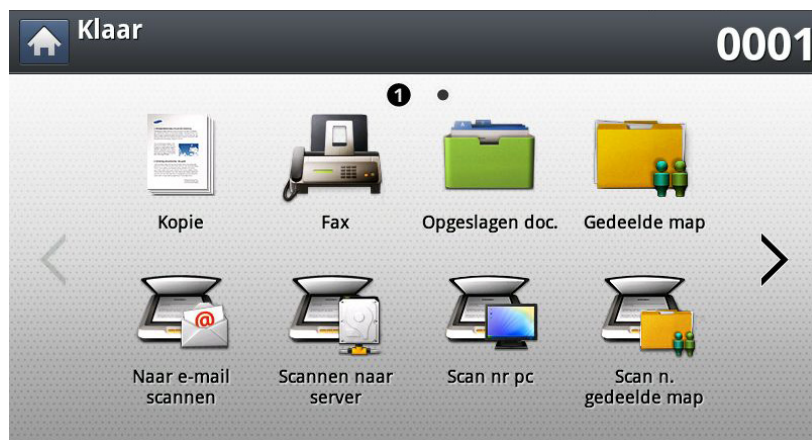 Klaar
0001
1
Kopie
Fax
Opgeslagen doc.
Gedeelde map
Naar e-mail
scannen
Scannen naar
server
Scan nr pc
Scan n.
gedeelde map